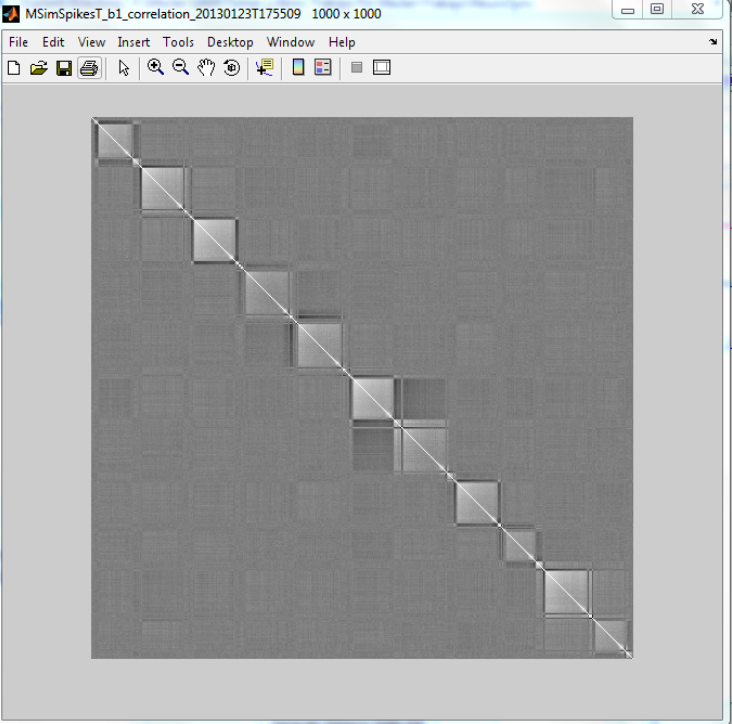 MSimSpikesT_b1_correlation_20130123T175509 1000 x 1000
File Edit View Insert Tools Desktop Window Help